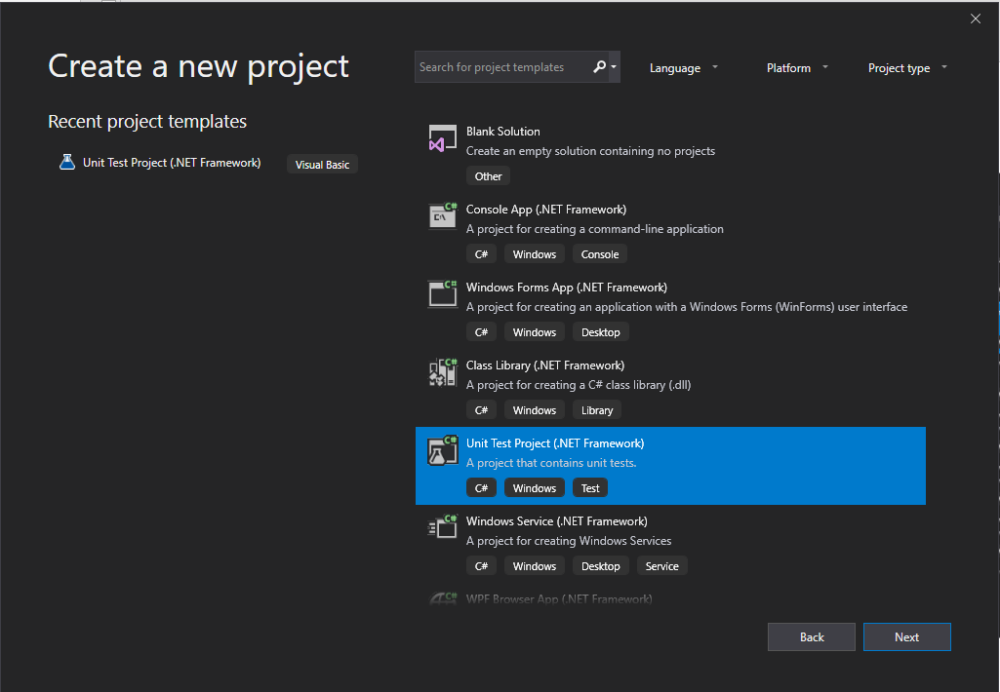 Create a new project
Search for project templates
Language
Platform
Project type
Recent project templates
Unit Test Project (.NET Framework)
Visual Basic
Blank Solution
Create an empty solution containing no projects
Other
C#
C:\
Console App (.NET Framework)
A project for creating a command-line application
C# Windows Console
C#
Windows Forms App (.NET Framework)
A project for creating an application with a Windows Forms (WinForms) user interface
C# Windows Desktop
C#
Class Library (.NET Framework)
A project for creating a C# class library (.dll)
C# Windows Library
C#
Unit Test Project (.NET Framework)
A project that contains unit tests.
C# Windows Test
C#
Windows Service (.NET Framework)
A project for creating Windows Services
C# Windows Desktop Service
C#
WPF Browser App (.NET Framework)
Back
Next